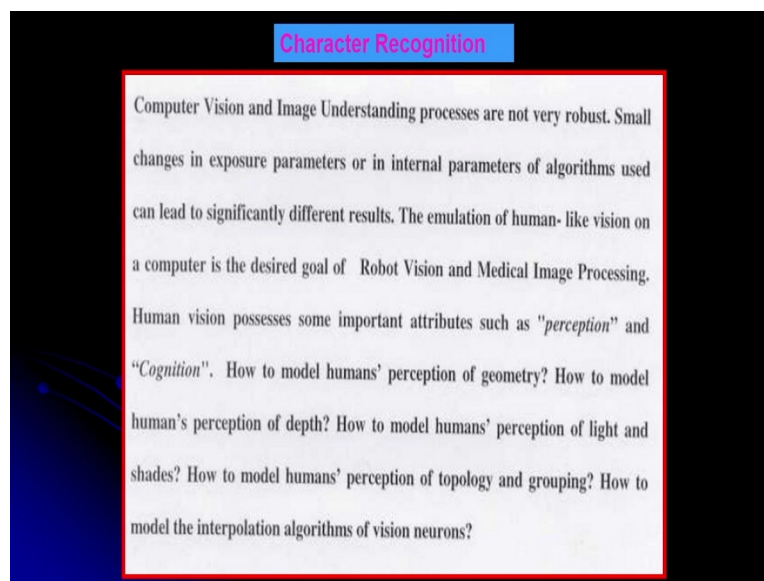 Character Recognition
Computer Vision and Image Understanding processes are not very robust. Small
changes in exposure parameters or in internal parameters of algorithms used
can lead to significantly different results. The emulation of human- like vision on
a computer is the desired goal of Robot Vision and Medical Image Processing.
Human vision possesses some important attributes such as "perception” and
“Cognition". How to model humans’ perception of geometry? How to model
human’s perception of depth? How to model humans’ perception of light and
shades? How to model humans’ perception of topology and grouping? How to
model the interpolation algorithms of vision neurons?